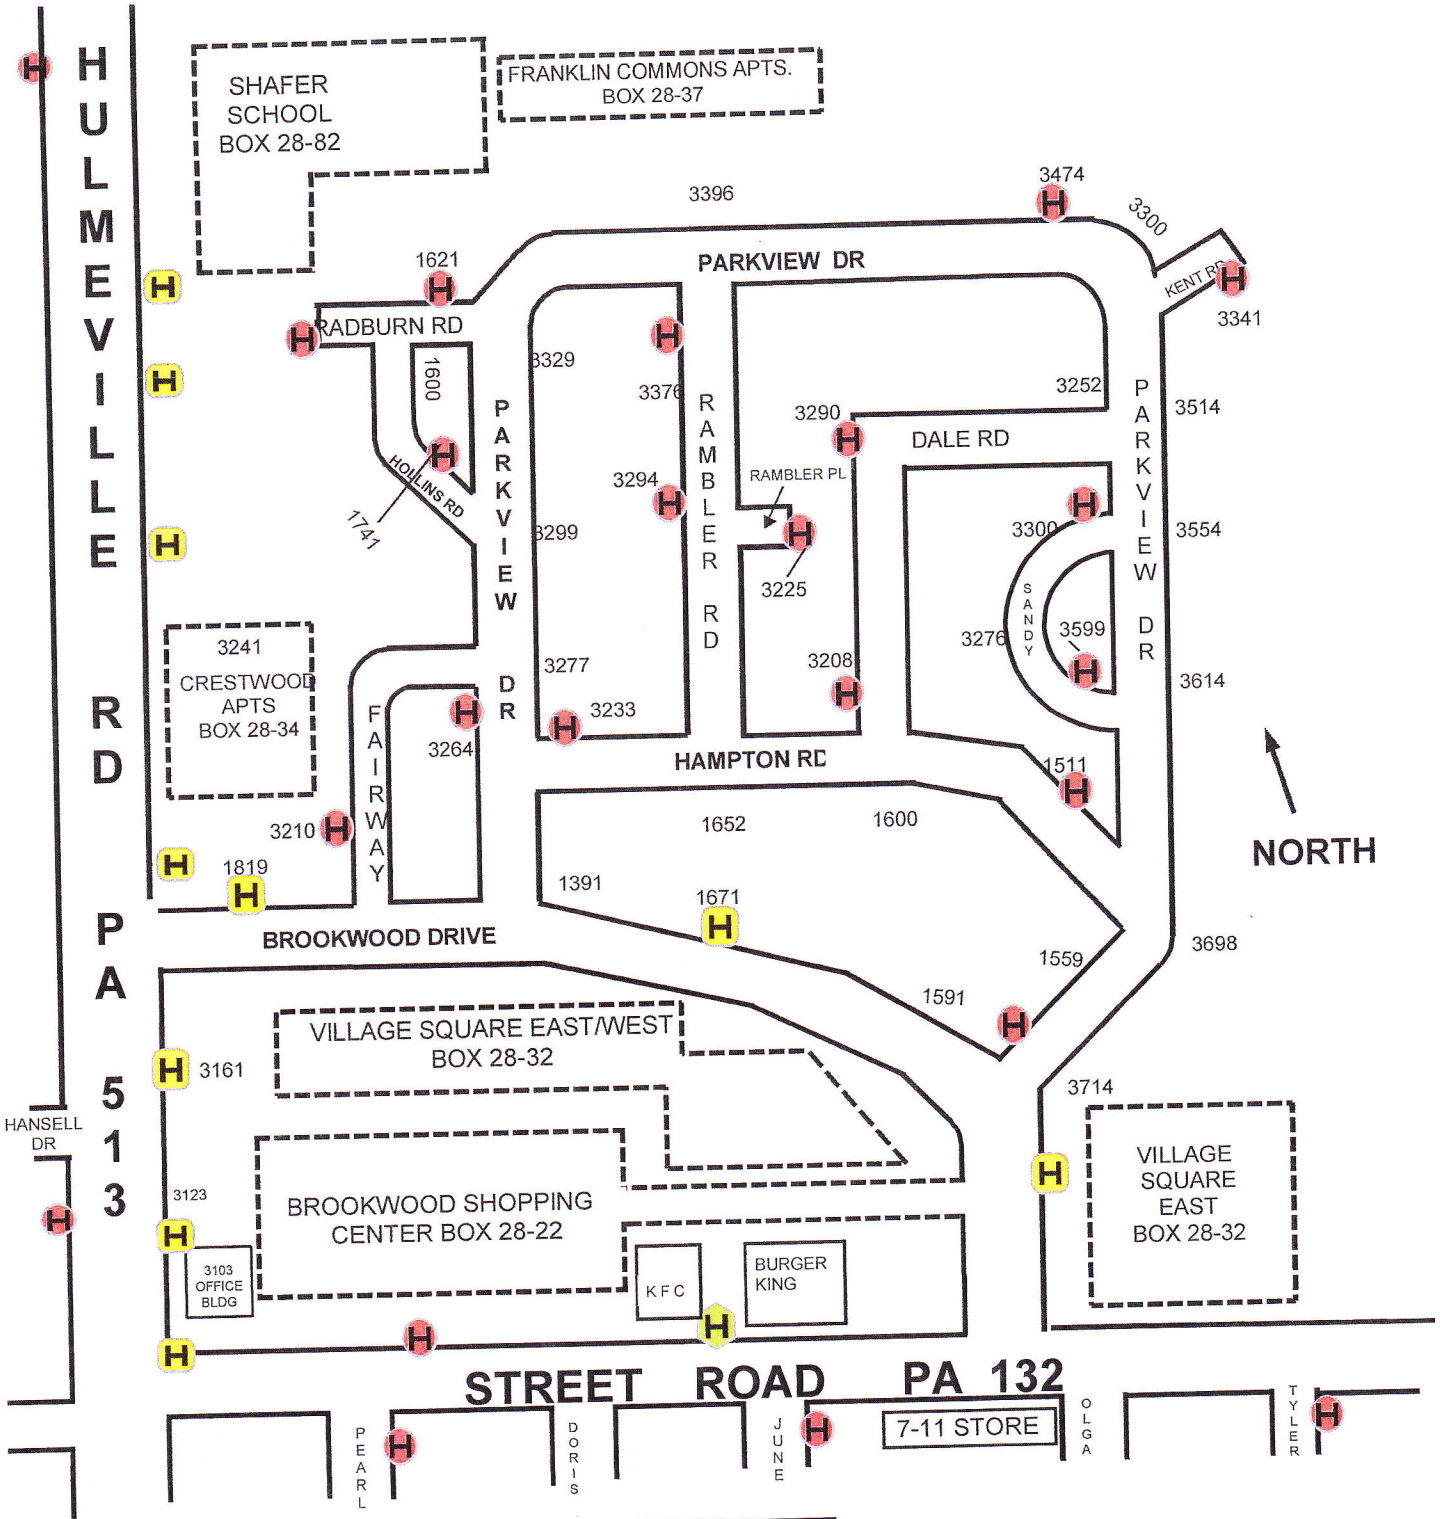 HULMEVILLE RD PA 513
SHAFER
SCHOOL
BOX 28-82
FRANKLIN COMMONS APTS.
BOX 28-37
H
3396
3474
H
3300
1621
H
PARKVIEW DR
KENT RD
H
3341
H
RADBURN RD
H
H
1600
3329
H
3376
3252
3514
H
PARKVIEW DR
RAMBLER RD
3290
H
DALE RD
PARKVIEW DR
H
HOLLINS RD
1741
3294
H
RAMBLER PL
H
3225
3300
H
3554
3299
H
SANDY
3276
3599
H
3241
CRESTWOOD
APTS
BOX 28-34
3277
3208
H
3614
FAIRWAY
H
3264
3233
H
HAMPTON RD
1511
H
NORTH
3210
H
1652
1600
H
1819
H
1391
1671
H
BROOKWOOD DRIVE
3698
1559
1591
H
VILLAGE SQUARE EAST/WEST
BOX 28-32
H
3161
3714
HANSELL
DR
VILLAGE
SQUARE
EAST
BOX 28-32
H
3123
BROOKWOOD SHOPPING
CENTER BOX 28-22
H
H
3103
OFFICE
BLDG
KFC
BURGER
KING
H
H
H
STREET ROAD PA 132
7-11 STORE
PEARL
H
DORIS
JUNE
H
OLGA
TYLER
H